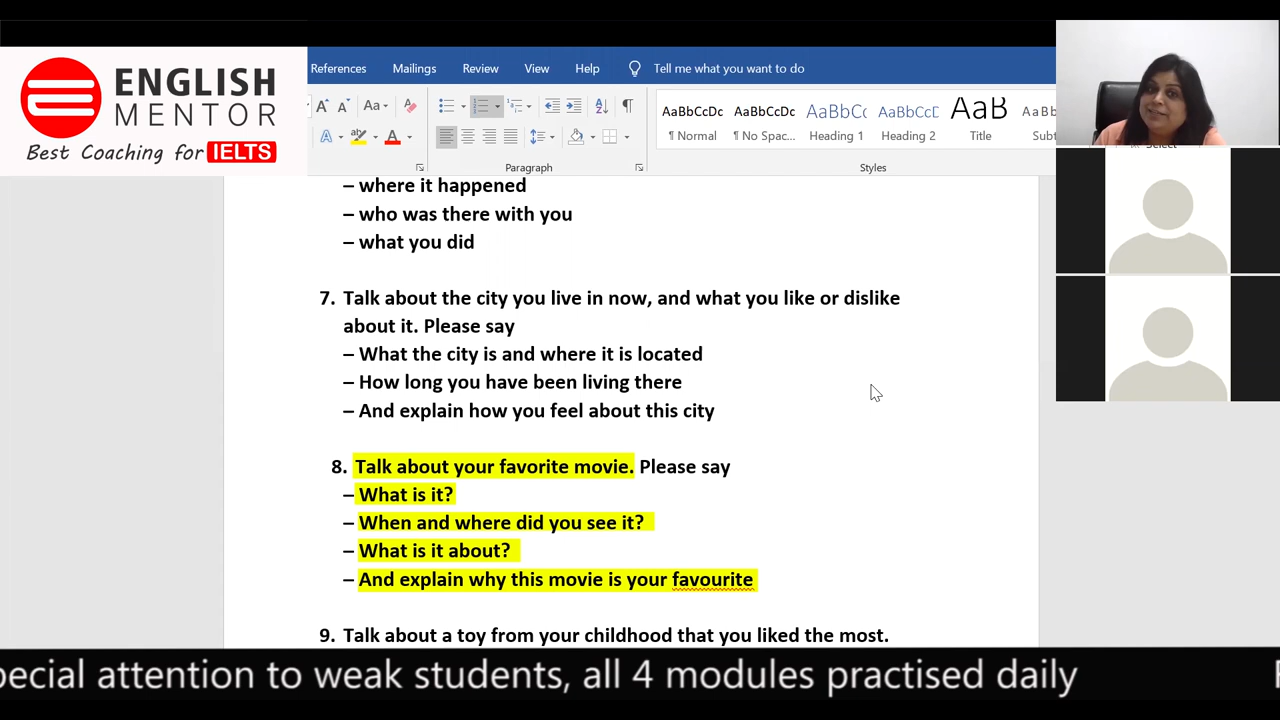 ENGLISH
MENTOR
Best Coaching for IELTS
References Mailings Review View Help Tell me what you want to do
Aa
A
AaBbCcDc AaBbCcDc AaBbCc AaBbCcD AaB
¶ Normal ¶ No Spac... Heading 1 Heading 2 Title
Paragraph Styles
Select
– where it happened
– who was there with you
– what you did
7. Talk about the city you live in now, and what you like or dislike
about it. Please say
– What the city is and where it is located
– How long you have been living there
– And explain how you feel about this city
8. Talk about your favorite movie. Please say
– What is it?
– When and where did you see it?
– What is it about?
– And explain why this movie is your favourite
9. Talk about a toy from your childhood that you liked the most.
pecial attention to weak students, all 4 modules practised daily